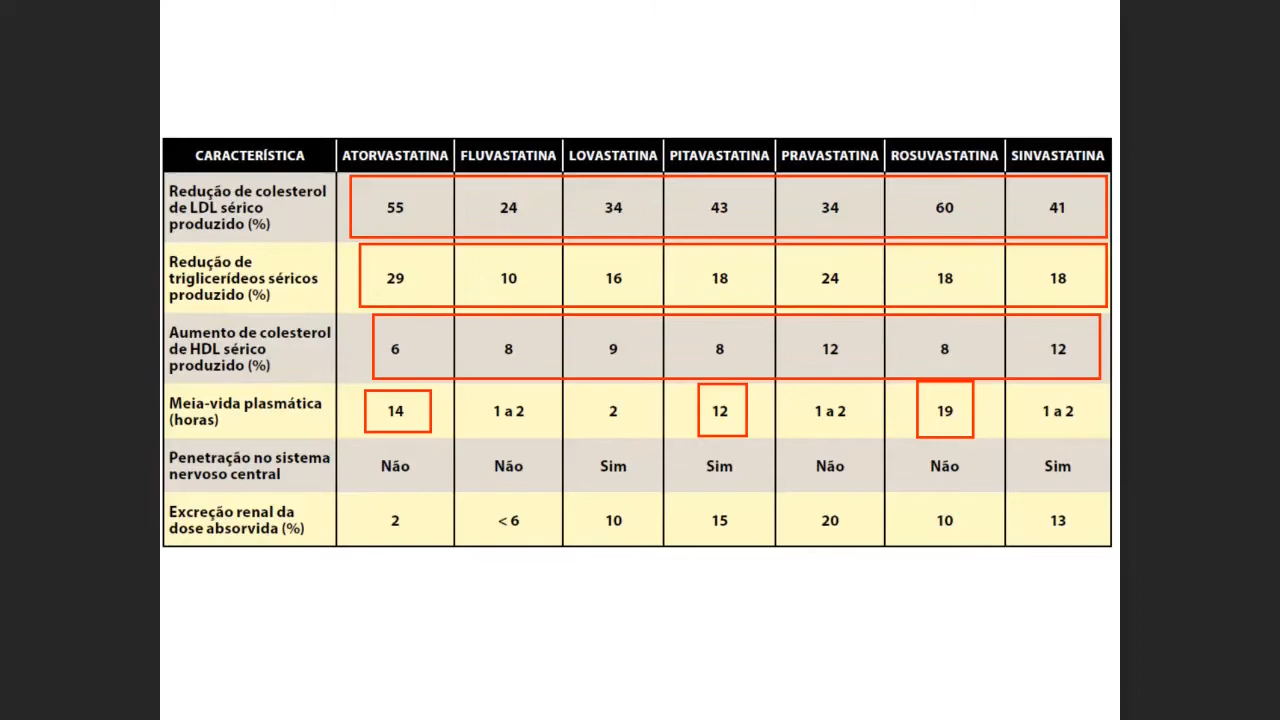 CARACTERÍSTICA ATORVASTATINA FLUVASTATINA LOVASTATINA PITAVASTATINA PRAVASTATINA ROSUVASTATINA SINVASTATINA
Redução de colesterol
de LDL sérico
produzido (%)
55 24 34 43 34 60 41
Redução de
triglicerídeos séricos
produzido (%)
29 10 16 18 24 18 18
Aumento de colesterol
de HDL sérico
produzido (%)
6 8 9 8 12 8 12
Meia-vida plasmática
(horas)
14 1 a 2 2 12 1 a 2 19 1 a 2
Penetração no sistema
nervoso central
Não Não Sim Sim Não Não Sim
Excreção renal da
dose absorvida (%)
2 < 6 10 15 20 10 13